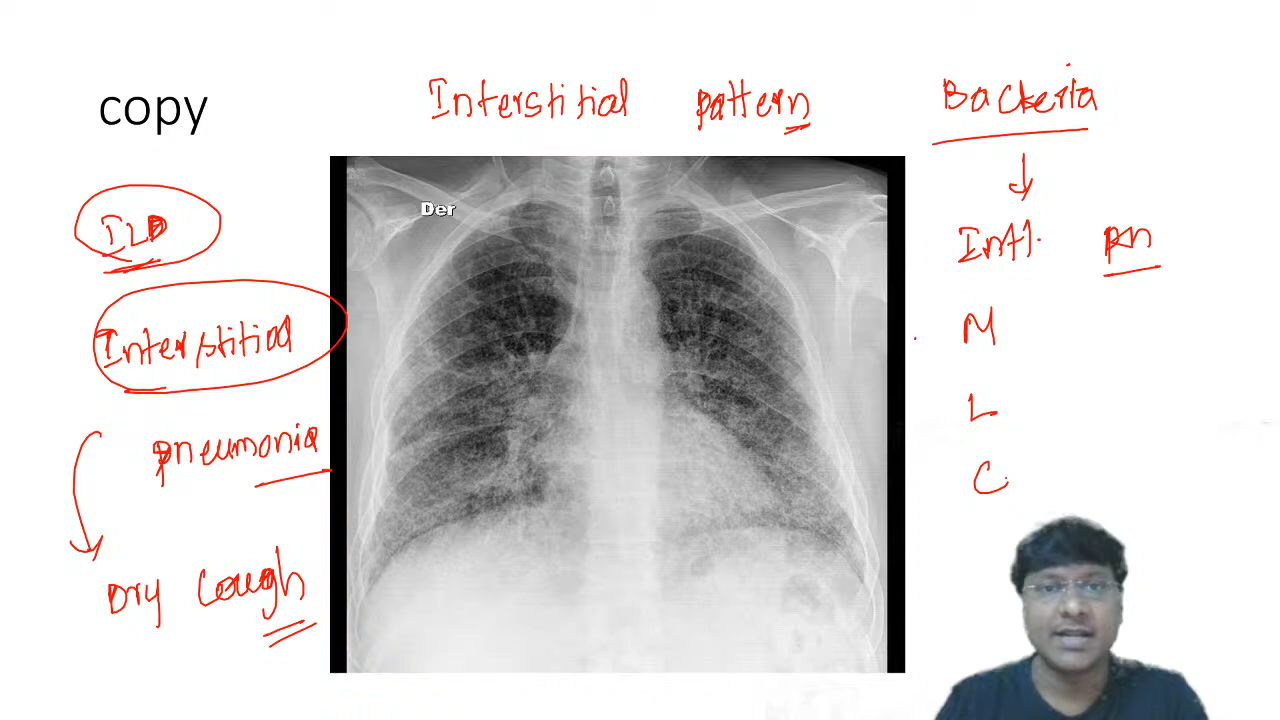 copy
Interstitial pattern
Bacteria
Der
ILD
Intl. pn
Interstitial
M
L
pneumonia
C
Dry Cough